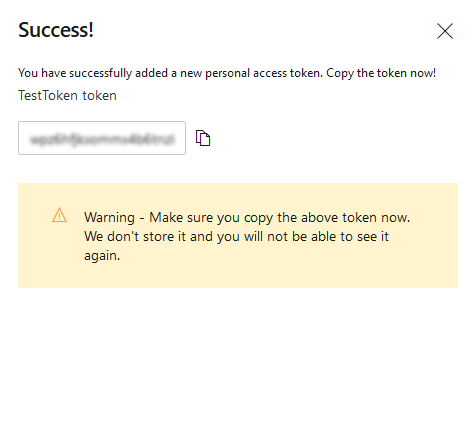 Success!
You have successfully added a new personal access token. Copy the token now!
TestToken token
Warning - Make sure you copy the above token now.
We don't store it and you will not be able to see it
again.